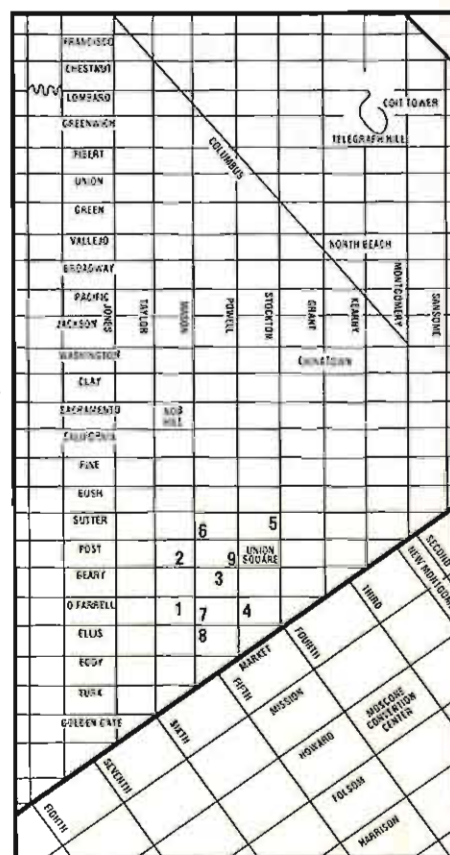 FRANCISCO
CHESTNUT
LOMBARD
COIT TOWER
GREENWICH
TELEGRAPH HILL
COLUMBUS
FILBERT
UNION
GREEN
VALLEJO
NORTH BEACH
BROADWAY
PACIFIC
JONES
TAYLOR
MASON
POWELL
STOCKTON
GRANT
KEARNY
MONTGOMERY
SANSOME
JACKSON
WASHINGTON
CHINATOWN
CLAY
SACRAMENTO
NOB
HILL
CALIFORNIA
PINE
BUSH
SUTTER
6
5
POST
2
9
UNION
SQUARE
SECOND
NEW MONTGOM
GEARY
3
THIRD
O'FARRELL
1
7
4
ELLIS
8
FOURTH
MARKET
EDDY
FIFTH
MISSION
TURK
MOSCONE
CONVENTION
CENTER
GOLDEN GATE
SIXTH
HOWARD
SEVENTH
FOLSOM
EIGHTH
HARRISON